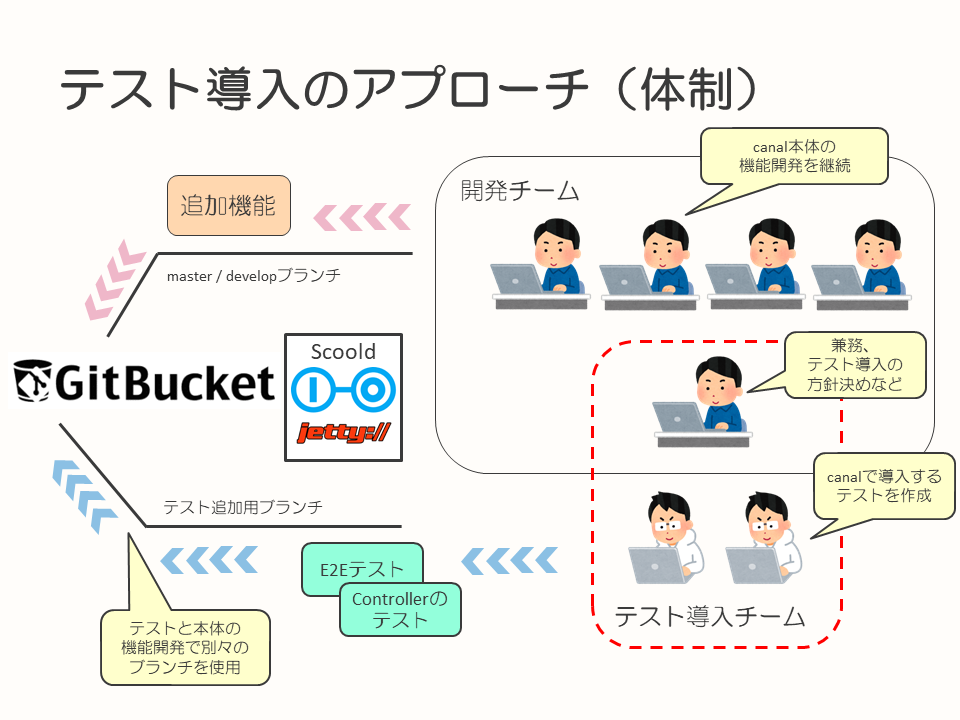 テスト導入のアプローチ（体制）
canal本体の
機能開発を継続
開発チーム
追加機能
master / developブランチ
兼務、
テスト導入の
方針決めなど
GitBucket
Scoold
jetty://
canalで導入する
テストを作成
テスト追加用ブランチ
E2Eテスト
Controllerの
テスト
テスト導入チーム
テストと本体の
機能開発で別々の
ブランチを使用